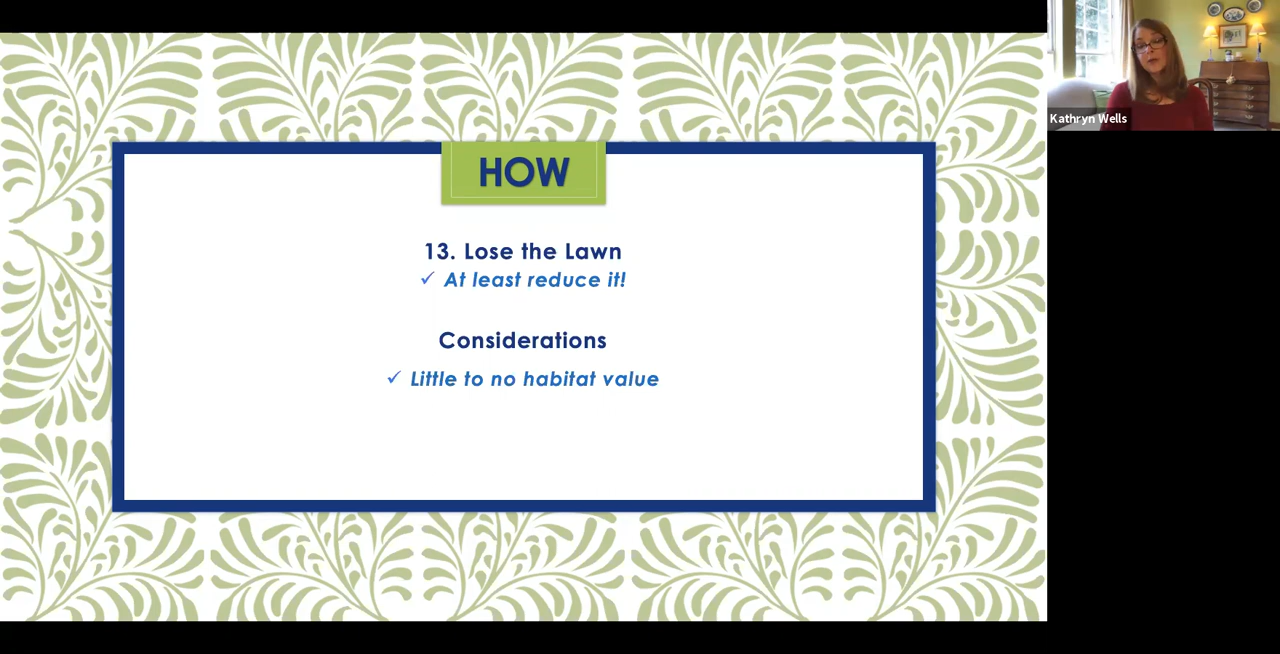 HOW
13. Lose the Lawn
✓ At least reduce it!
Considerations
✓ Little to no habitat value
Kathryn Wells